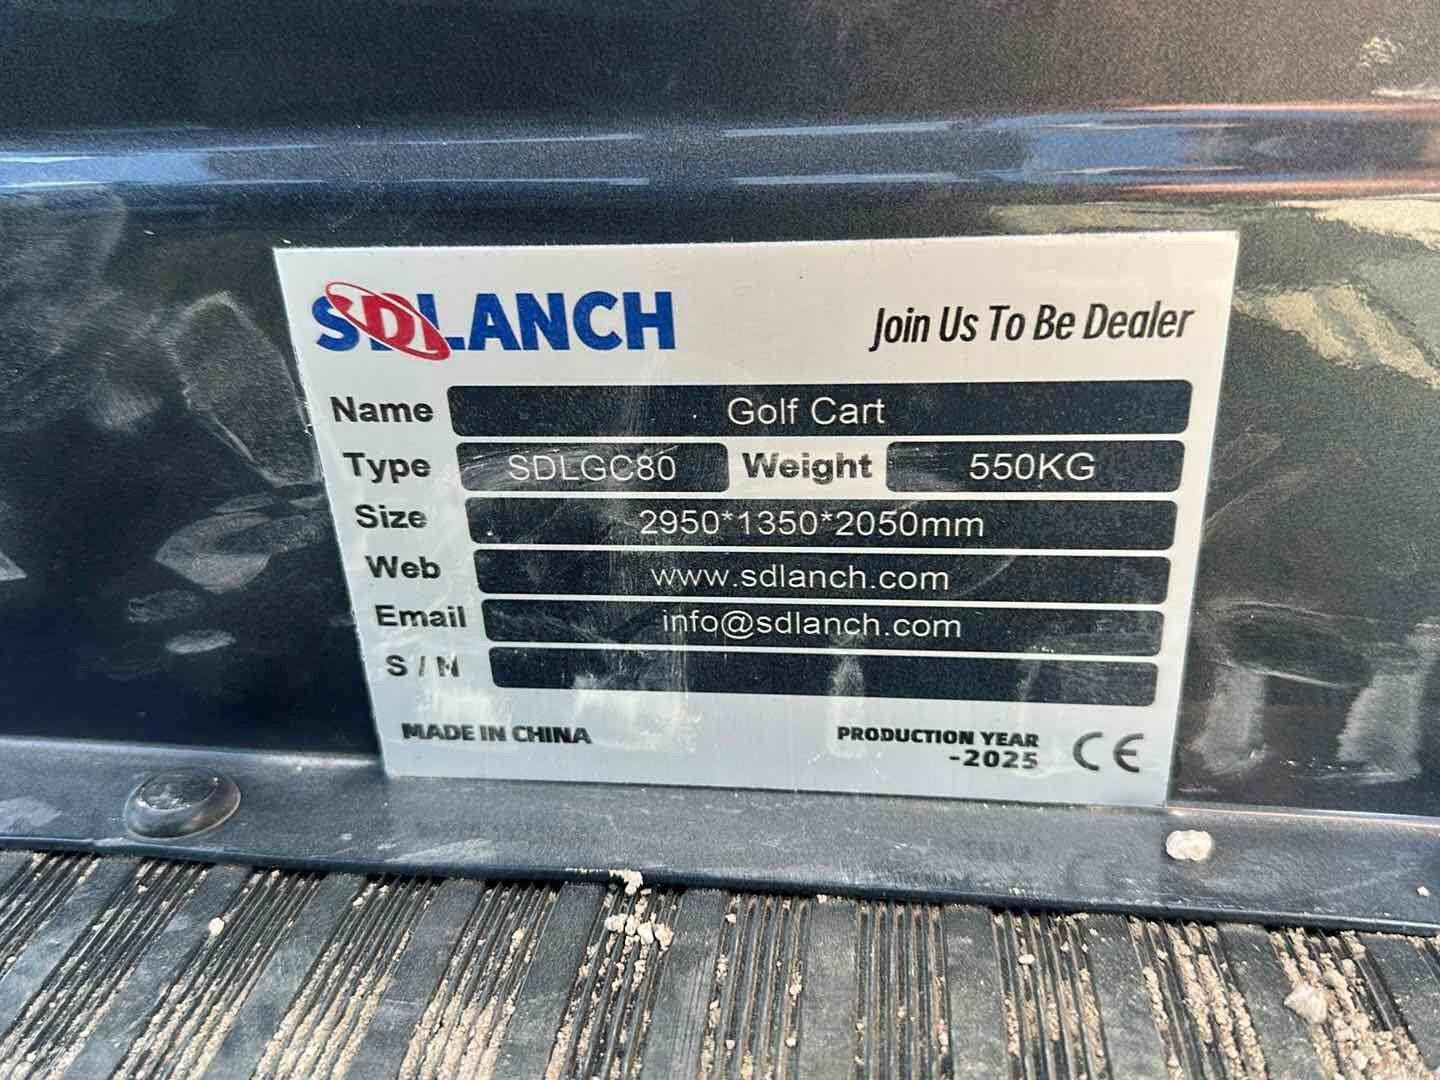 SDLANCH Join Us To Be Dealer
Name Golf Cart
Type SDLGC80 Weight 550KG
Size 2950*1350*2050mm
Web www.sdlanch.com
Email info@sdlanch.com
S/N
MADE IN CHINA PRODUCTION YEAR CE
-2025